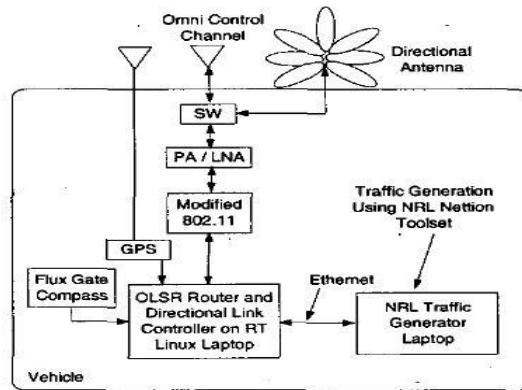 Omni Control
Channel
Directional
Antenna
SW
PA / LNA
Modified
802.11
Traffic Generation
Using NRL Nettion
Toolset
GPS
Flux Gate
Compass
Ethernet
OLSR Router and
Directional Link
Controller on RT
Linux Laptop
NRL Traffic
Generator
Laptop
Vehicle